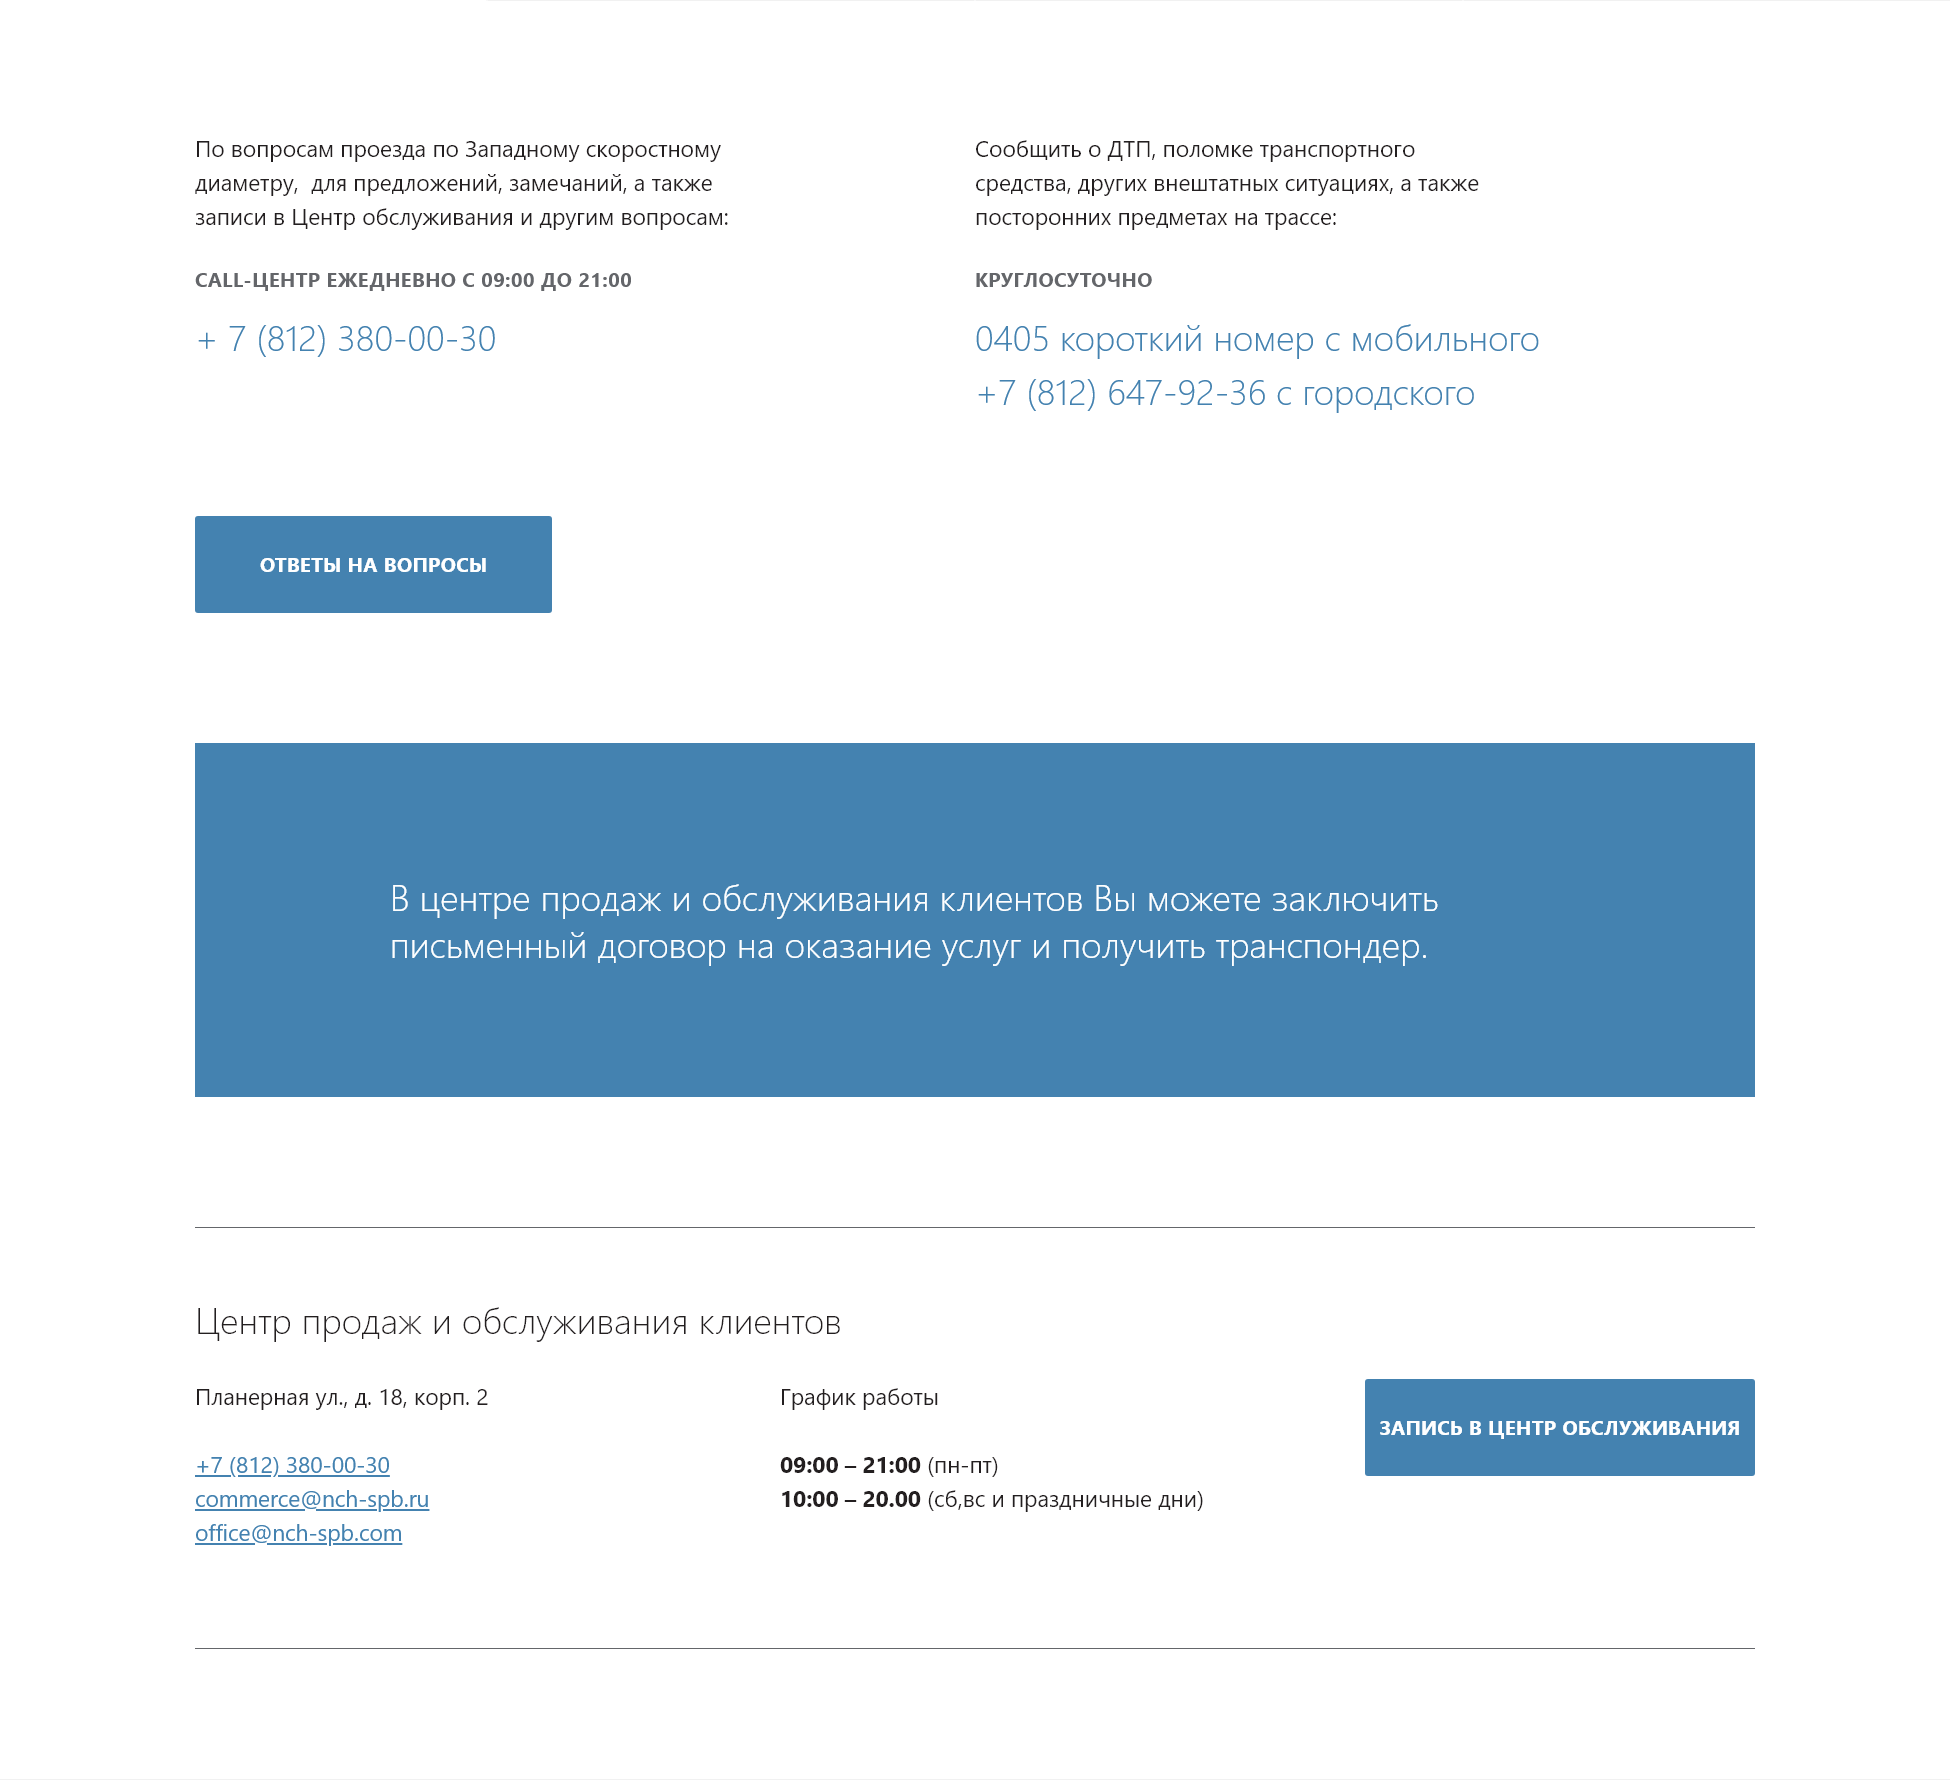 По вопросам проезда по Западному скоростному
диаметру,  для предложений, замечаний, а также
записи в Центр обслуживания и другим вопросам:
CALL-ЦЕНТР ЕЖЕДНЕВНО С 09:00 ДО 21:00
+ 7 (812) 380-00-30
Сообщить о ДТП, поломке транспортного
средства, других внештатных ситуациях, а также
посторонних предметах на трассе:
КРУГЛОСУТОЧНО
0405 короткий номер с мобильного
+7 (812) 647-92-36 с городского
ОТВЕТЫ НА ВОПРОСЫ
В центре продаж и обслуживания клиентов Вы можете заключить
письменный договор на оказание услуг и получить транспондер.
Центр продаж и обслуживания клиентов
Планерная ул., д. 18, корп. 2
+7 (812) 380-00-30
commerce@nch-spb.ru
office@nch-spb.com
График работы
09:00 – 21:00 (пн-пт)
10:00 – 20.00 (сб,вс и праздничные дни)
ЗАПИСЬ В ЦЕНТР ОБСЛУЖИВАНИЯ